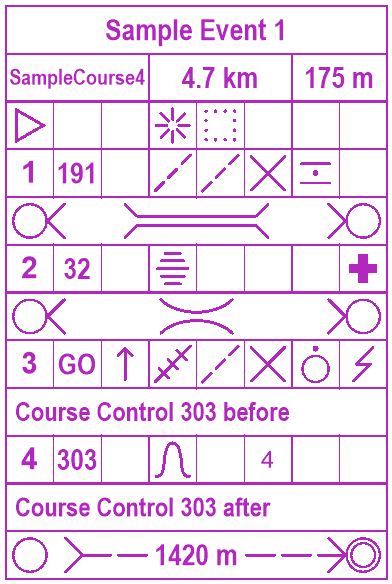 Sample Event 1
SampleCourse4 4.7 km 175 m
1 191
2 32
3 GO
Course Control 303 before
4 303 4
Course Control 303 after
1420 m